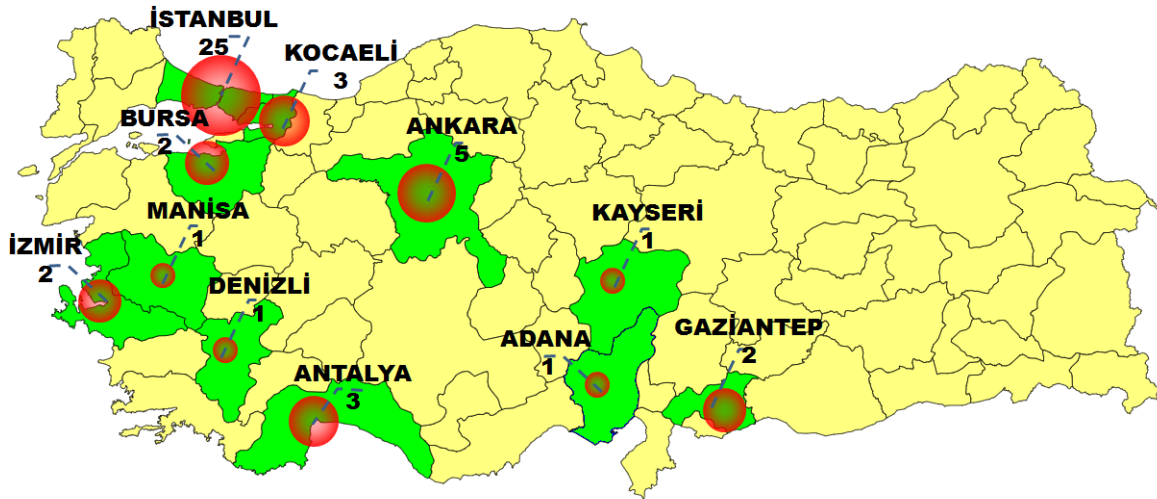 İSTANBUL
25
KOCAELİ
3
BURSA
2
ANKARA
5
MANİSA
1
KAYSERİ
1
İZMİR
2
DENİZLİ
1
GAZİANTEP
2
ADANA
1
ANTALYA
3